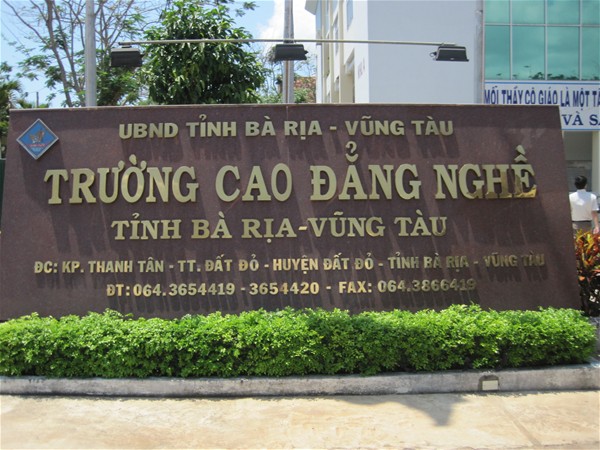 UBND TỈNH BÀ RỊA - VŨNG TÀU
TRƯỜNG CAO ĐẲNG NGHỀ
TỈNH BÀ RỊA-VŨNG TÀU
ĐC: KP. THANH TÂN - TT. ĐẤT ĐỎ - HUYỆN ĐẤT ĐỎ - TỈNH BÀ RỊA - VŨNG TÀU
ĐT: 064.3654419 - 3654420 - FAX: 064.3866419
MỖI THẦY CÔ GIÁO LÀ MỘT
VÀ